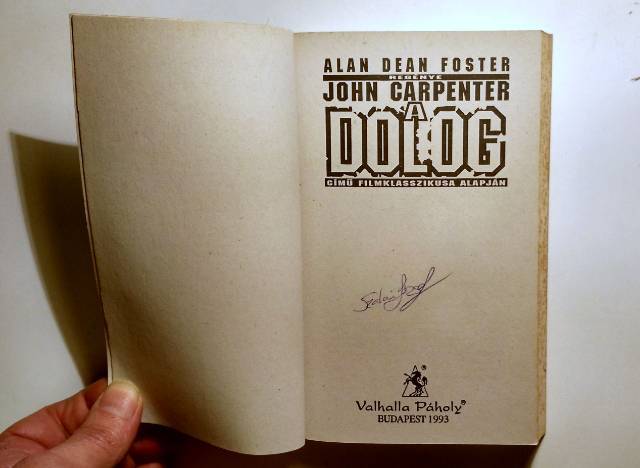 ALAN DEAN FOSTER
REGÉNYE
JOHN CARPENTER
A
DOLOG
CÍMŰ FILMKLASSZIKUSA ALAPJÁN
Valhalla Páholy®
BUDAPEST 1993